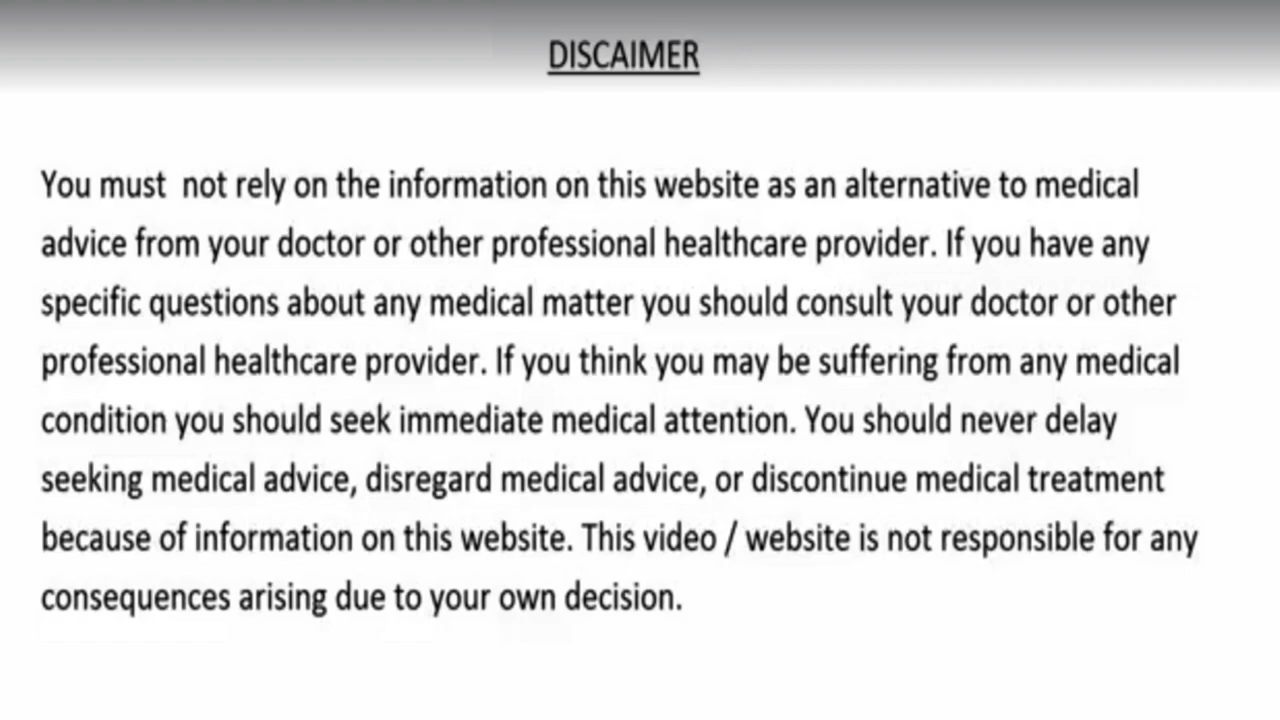 DISCAIMER
You must  not rely on the information on this website as an alternative to medical
advice from your doctor or other professional healthcare provider. If you have any
specific questions about any medical matter you should consult your doctor or other
professional healthcare provider. If you think you may be suffering from any medical
condition you should seek immediate medical attention. You should never delay
seeking medical advice, disregard medical advice, or discontinue medical treatment
because of information on this website. This video / website is not responsible for any
consequences arising due to your own decision.